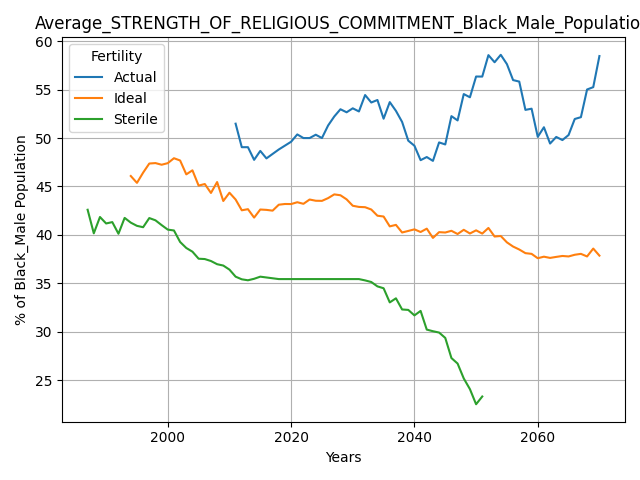 Average_STRENGTH_OF_RELIGIOUS_COMMITMENT_Black_Male_Populatio
60
55
50
45
40
35
30
25
% of Black_Male Population
Fertility
Actual
Ideal
Sterile
2000 2020 2040 2060
Years